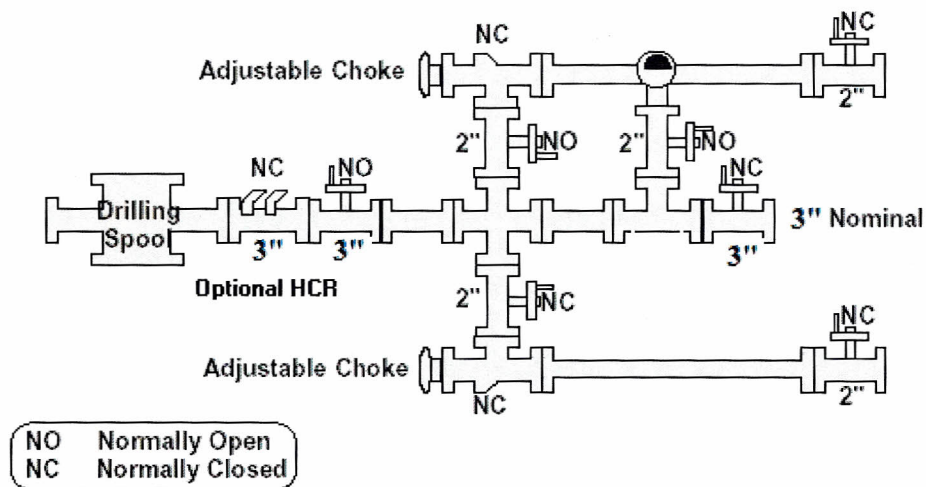 NC
NC
Adjustable Choke
2"
2"
NO
2"
NO
NC
NO
NC
Drilling
Spool
3" Nominal
3"
3"
3"
Optional HCR
2"
NC
NC
Adjustable Choke
NC
2"
NO Normally Open
NC Normally Closed